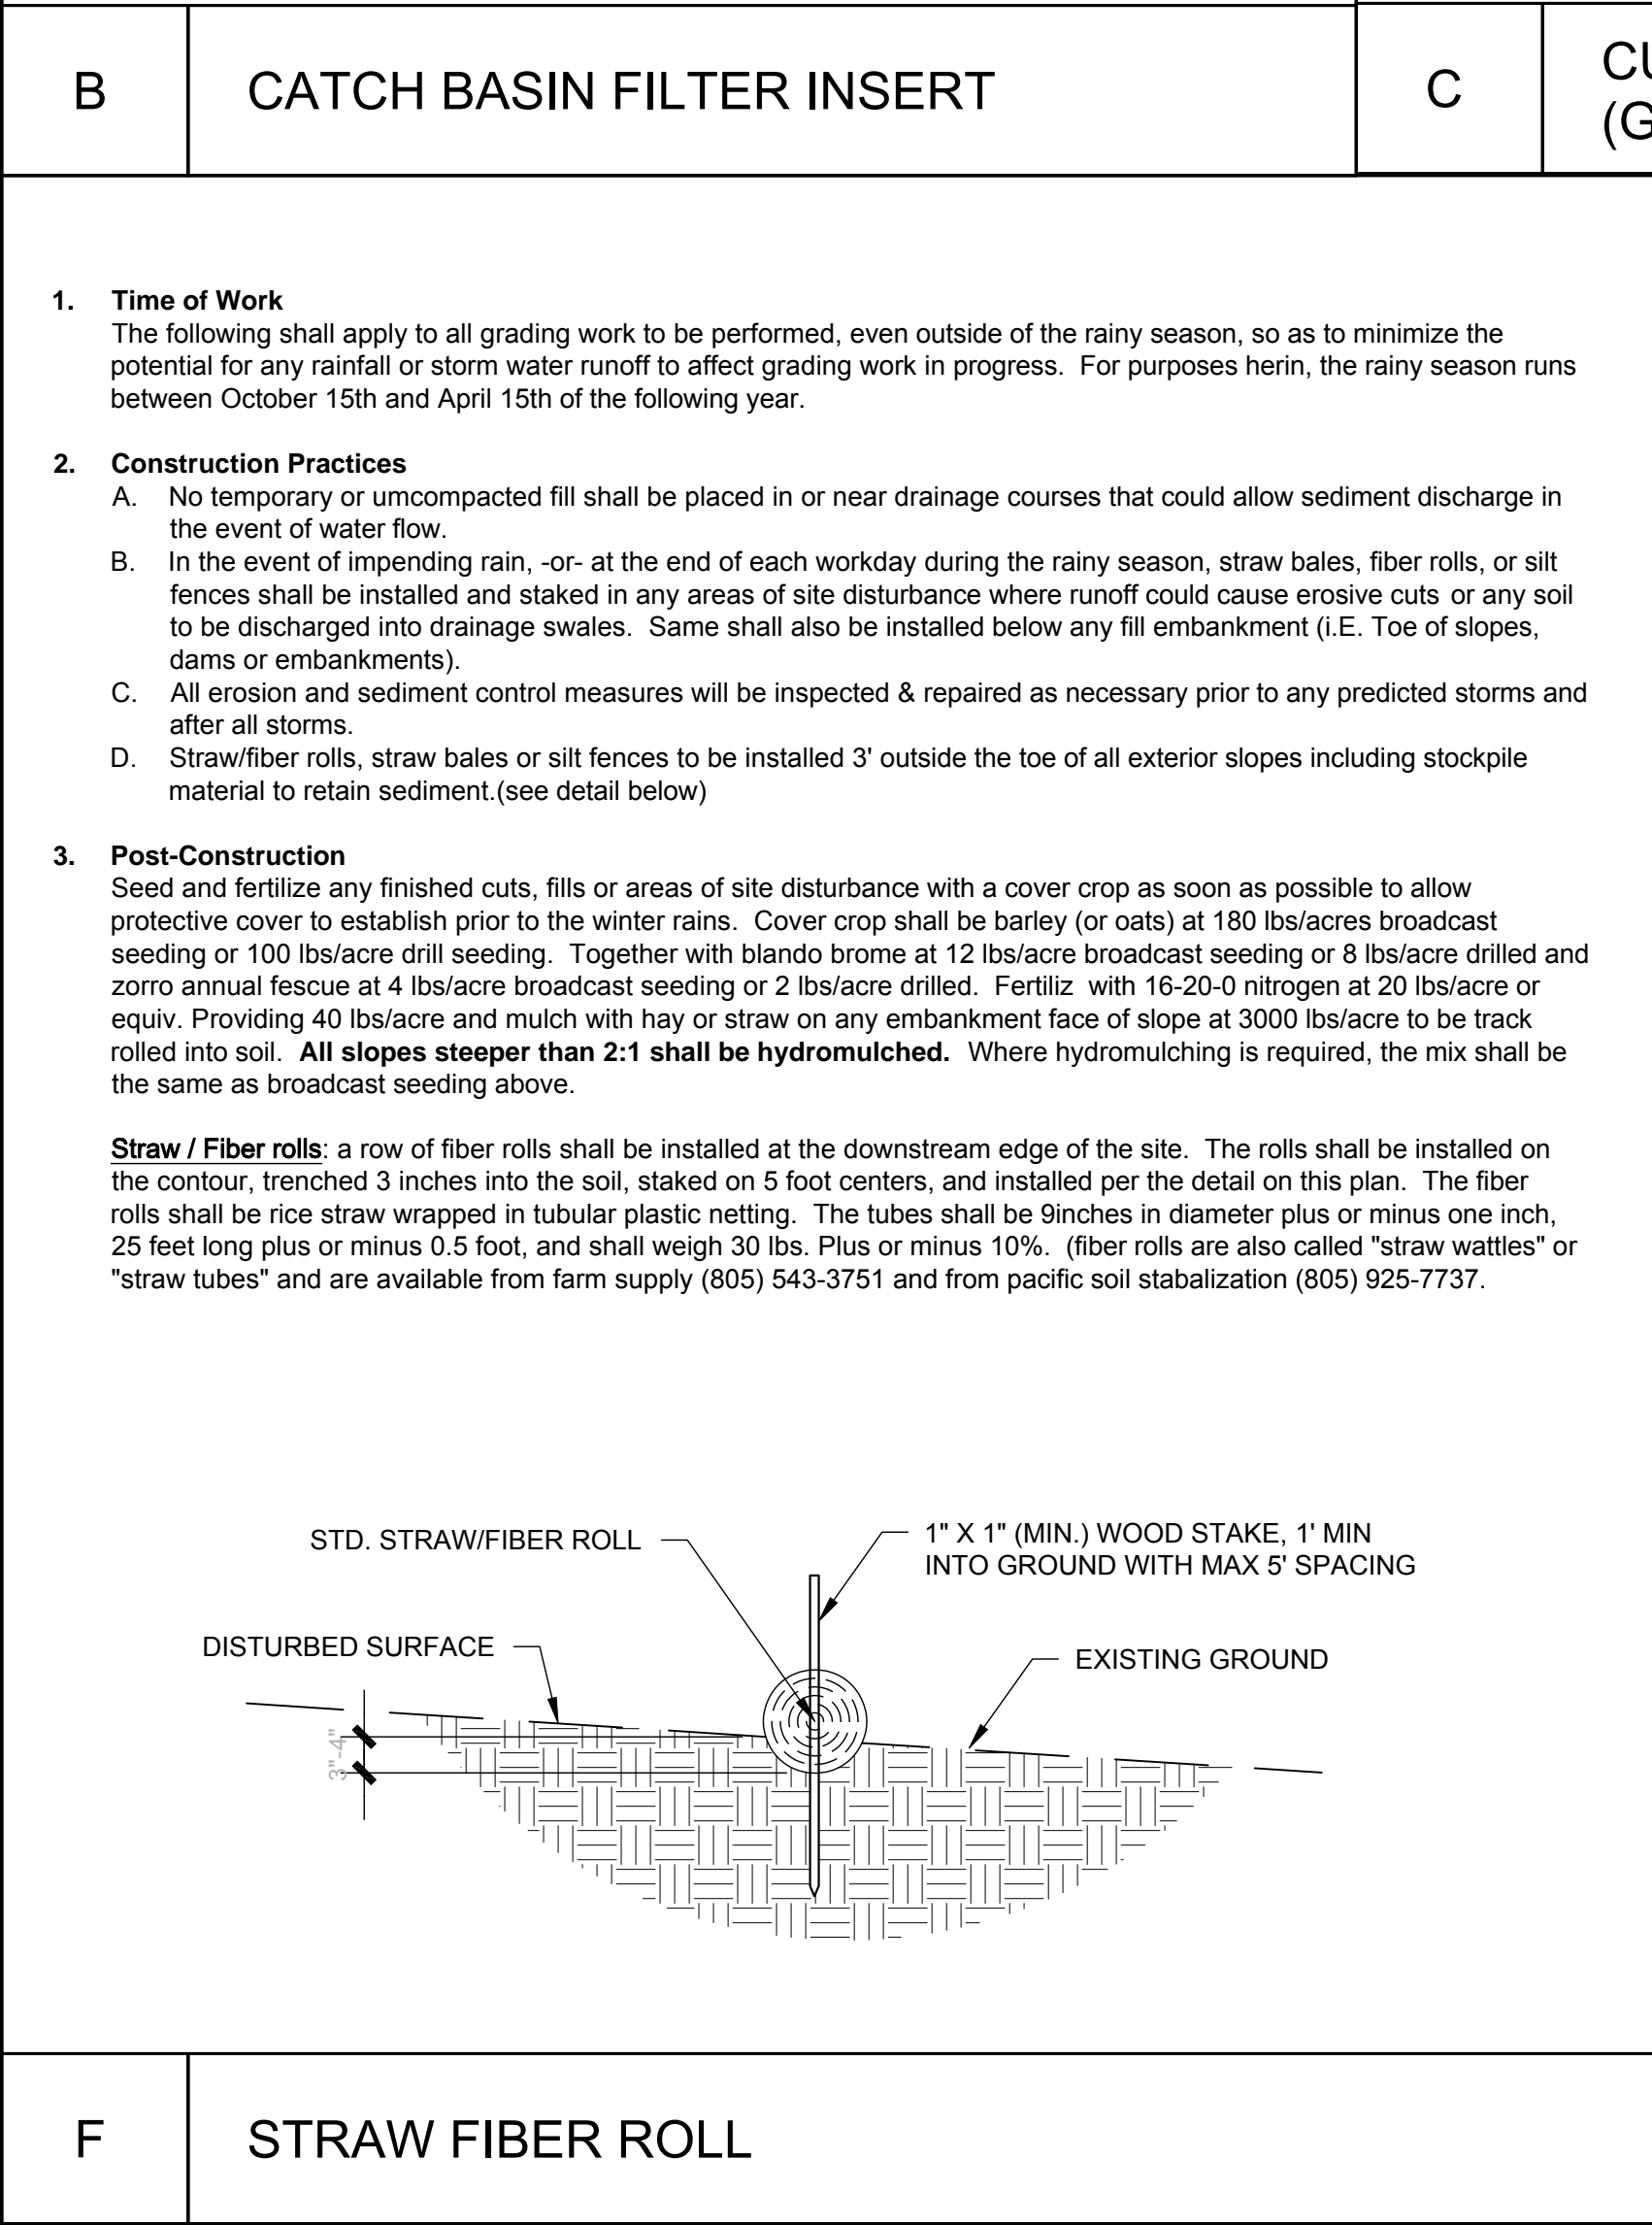 B
CATCH BASIN FILTER INSERT
C
CU
(G
1. Time of Work
The following shall apply to all grading work to be performed, even outside of the rainy season, so as to minimize the
potential for any rainfall or storm water runoff to affect grading work in progress. For purposes herin, the rainy season runs
between October 15th and April 15th of the following year.
2. Construction Practices
A. No temporary or umcompacted fill shall be placed in or near drainage courses that could allow sediment discharge in
the event of water flow.
B. In the event of impending rain, -or- at the end of each workday during the rainy season, straw bales, fiber rolls, or silt
fences shall be installed and staked in any areas of site disturbance where runoff could cause erosive cuts or any soil
to be discharged into drainage swales. Same shall also be installed below any fill embankment (i.E. Toe of slopes,
dams or embankments).
C. All erosion and sediment control measures will be inspected & repaired as necessary prior to any predicted storms and
after all storms.
D. Straw/fiber rolls, straw bales or silt fences to be installed 3' outside the toe of all exterior slopes including stockpile
material to retain sediment.(see detail below)
3. Post-Construction
Seed and fertilize any finished cuts, fills or areas of site disturbance with a cover crop as soon as possible to allow
protective cover to establish prior to the winter rains. Cover crop shall be barley (or oats) at 180 lbs/acres broadcast
seeding or 100 lbs/acre drill seeding. Together with blando brome at 12 lbs/acre broadcast seeding or 8 lbs/acre drilled and
zorro annual fescue at 4 lbs/acre broadcast seeding or 2 lbs/acre drilled. Fertiliz with 16-20-0 nitrogen at 20 lbs/acre or
equiv. Providing 40 lbs/acre and mulch with hay or straw on any embankment face of slope at 3000 lbs/acre to be track
rolled into soil. All slopes steeper than 2:1 shall be hydromulched. Where hydromulching is required, the mix shall be
the same as broadcast seeding above.
Straw / Fiber rolls: a row of fiber rolls shall be installed at the downstream edge of the site. The rolls shall be installed on
the contour, trenched 3 inches into the soil, staked on 5 foot centers, and installed per the detail on this plan. The fiber
rolls shall be rice straw wrapped in tubular plastic netting. The tubes shall be 9inches in diameter plus or minus one inch,
25 feet long plus or minus 0.5 foot, and shall weigh 30 lbs. Plus or minus 10%. (fiber rolls are also called "straw wattles" or
"straw tubes" and are available from farm supply (805) 543-3751 and from pacific soil stabalization (805) 925-7737.
STD. STRAW/FIBER ROLL
1" X 1" (MIN.) WOOD STAKE, 1' MIN
INTO GROUND WITH MAX 5' SPACING
DISTURBED SURFACE
EXISTING GROUND
3"-4"
F
STRAW FIBER ROLL